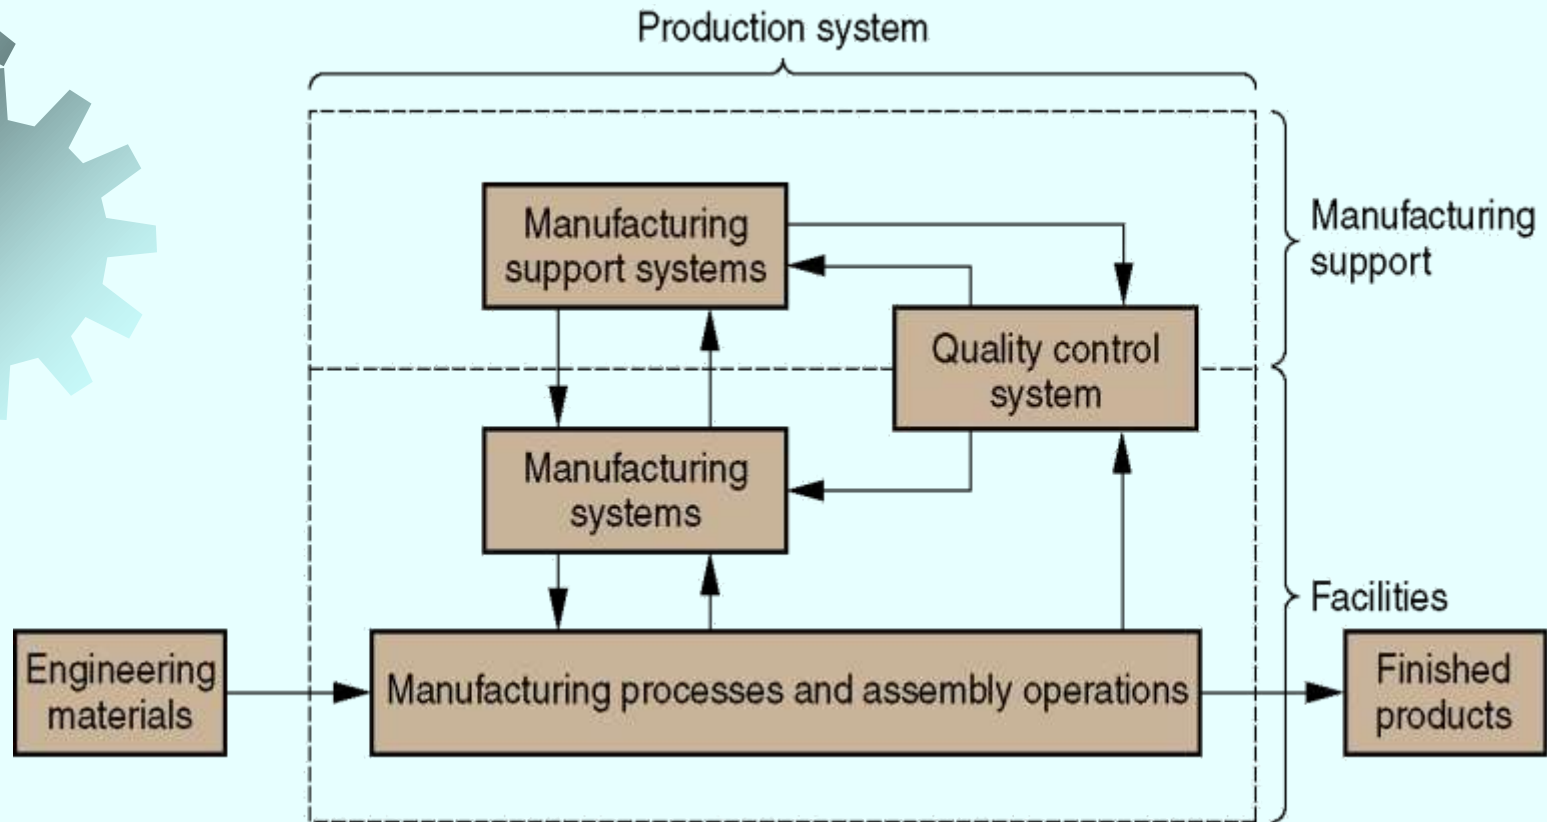 Production system
Manufacturing
support systems
Manufacturing
support
Quality control
system
Manufacturing
systems
Facilities
Engineering
materials
Manufacturing processes and assembly operations
Finished
products